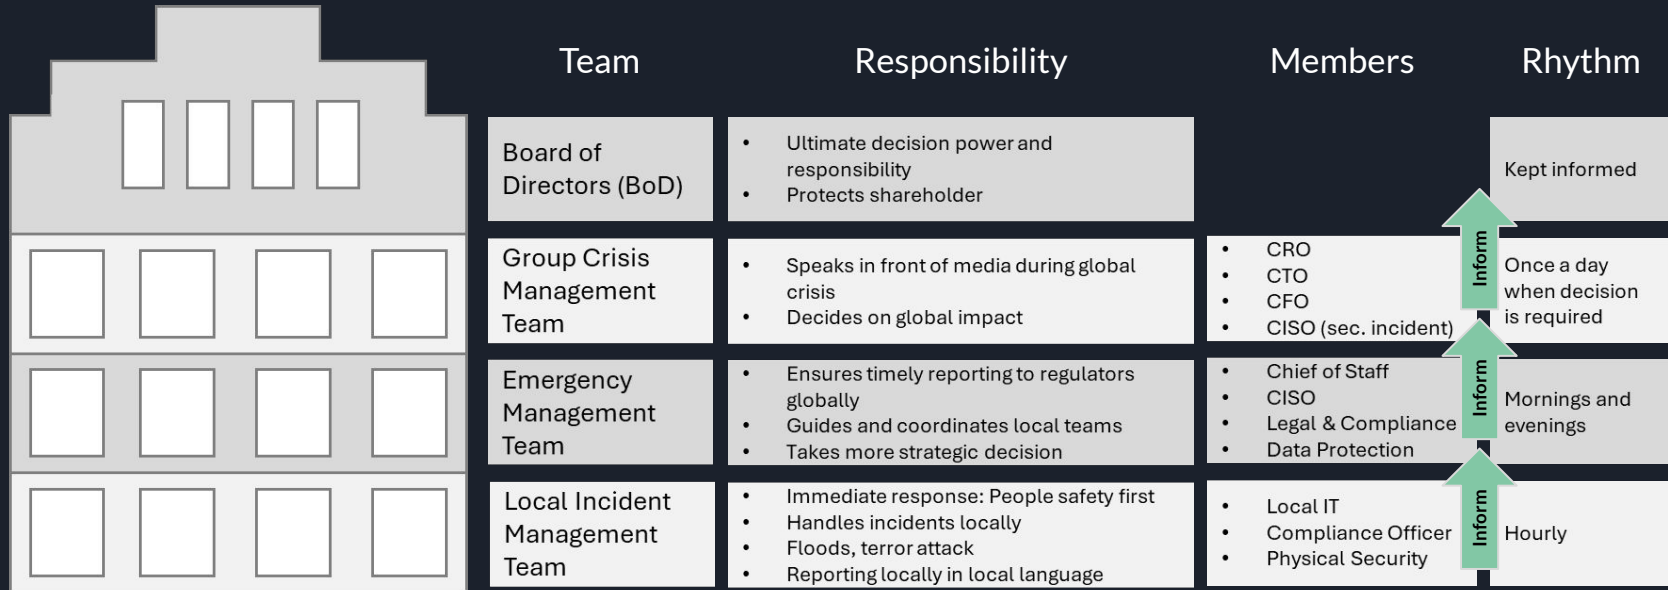 Team
Responsibility
Members
Rhythm
Board of
Directors (BoD)
• Ultimate decision power and
responsibility
• Protects shareholder
Kept informed
Group Crisis
Management
Team
• Speaks in front of media during global
crisis
• Decides on global impact
• CRO
• CTO
• CFO
• CISO (sec. incident)
Inform
Once a day
when decision
is required
Emergency
Management
Team
• Ensures timely reporting to regulators
globally
• Guides and coordinates local teams
• Takes more strategic decision
• Chief of Staff
• CISO
• Legal & Compliance
• Data Protection
Inform
Mornings and
evenings
Local Incident
Management
Team
• Immediate response: People safety first
• Handles incidents locally
• Floods, terror attack
• Reporting locally in local language
• Local IT
• Compliance Officer
• Physical Security
Inform
Hourly